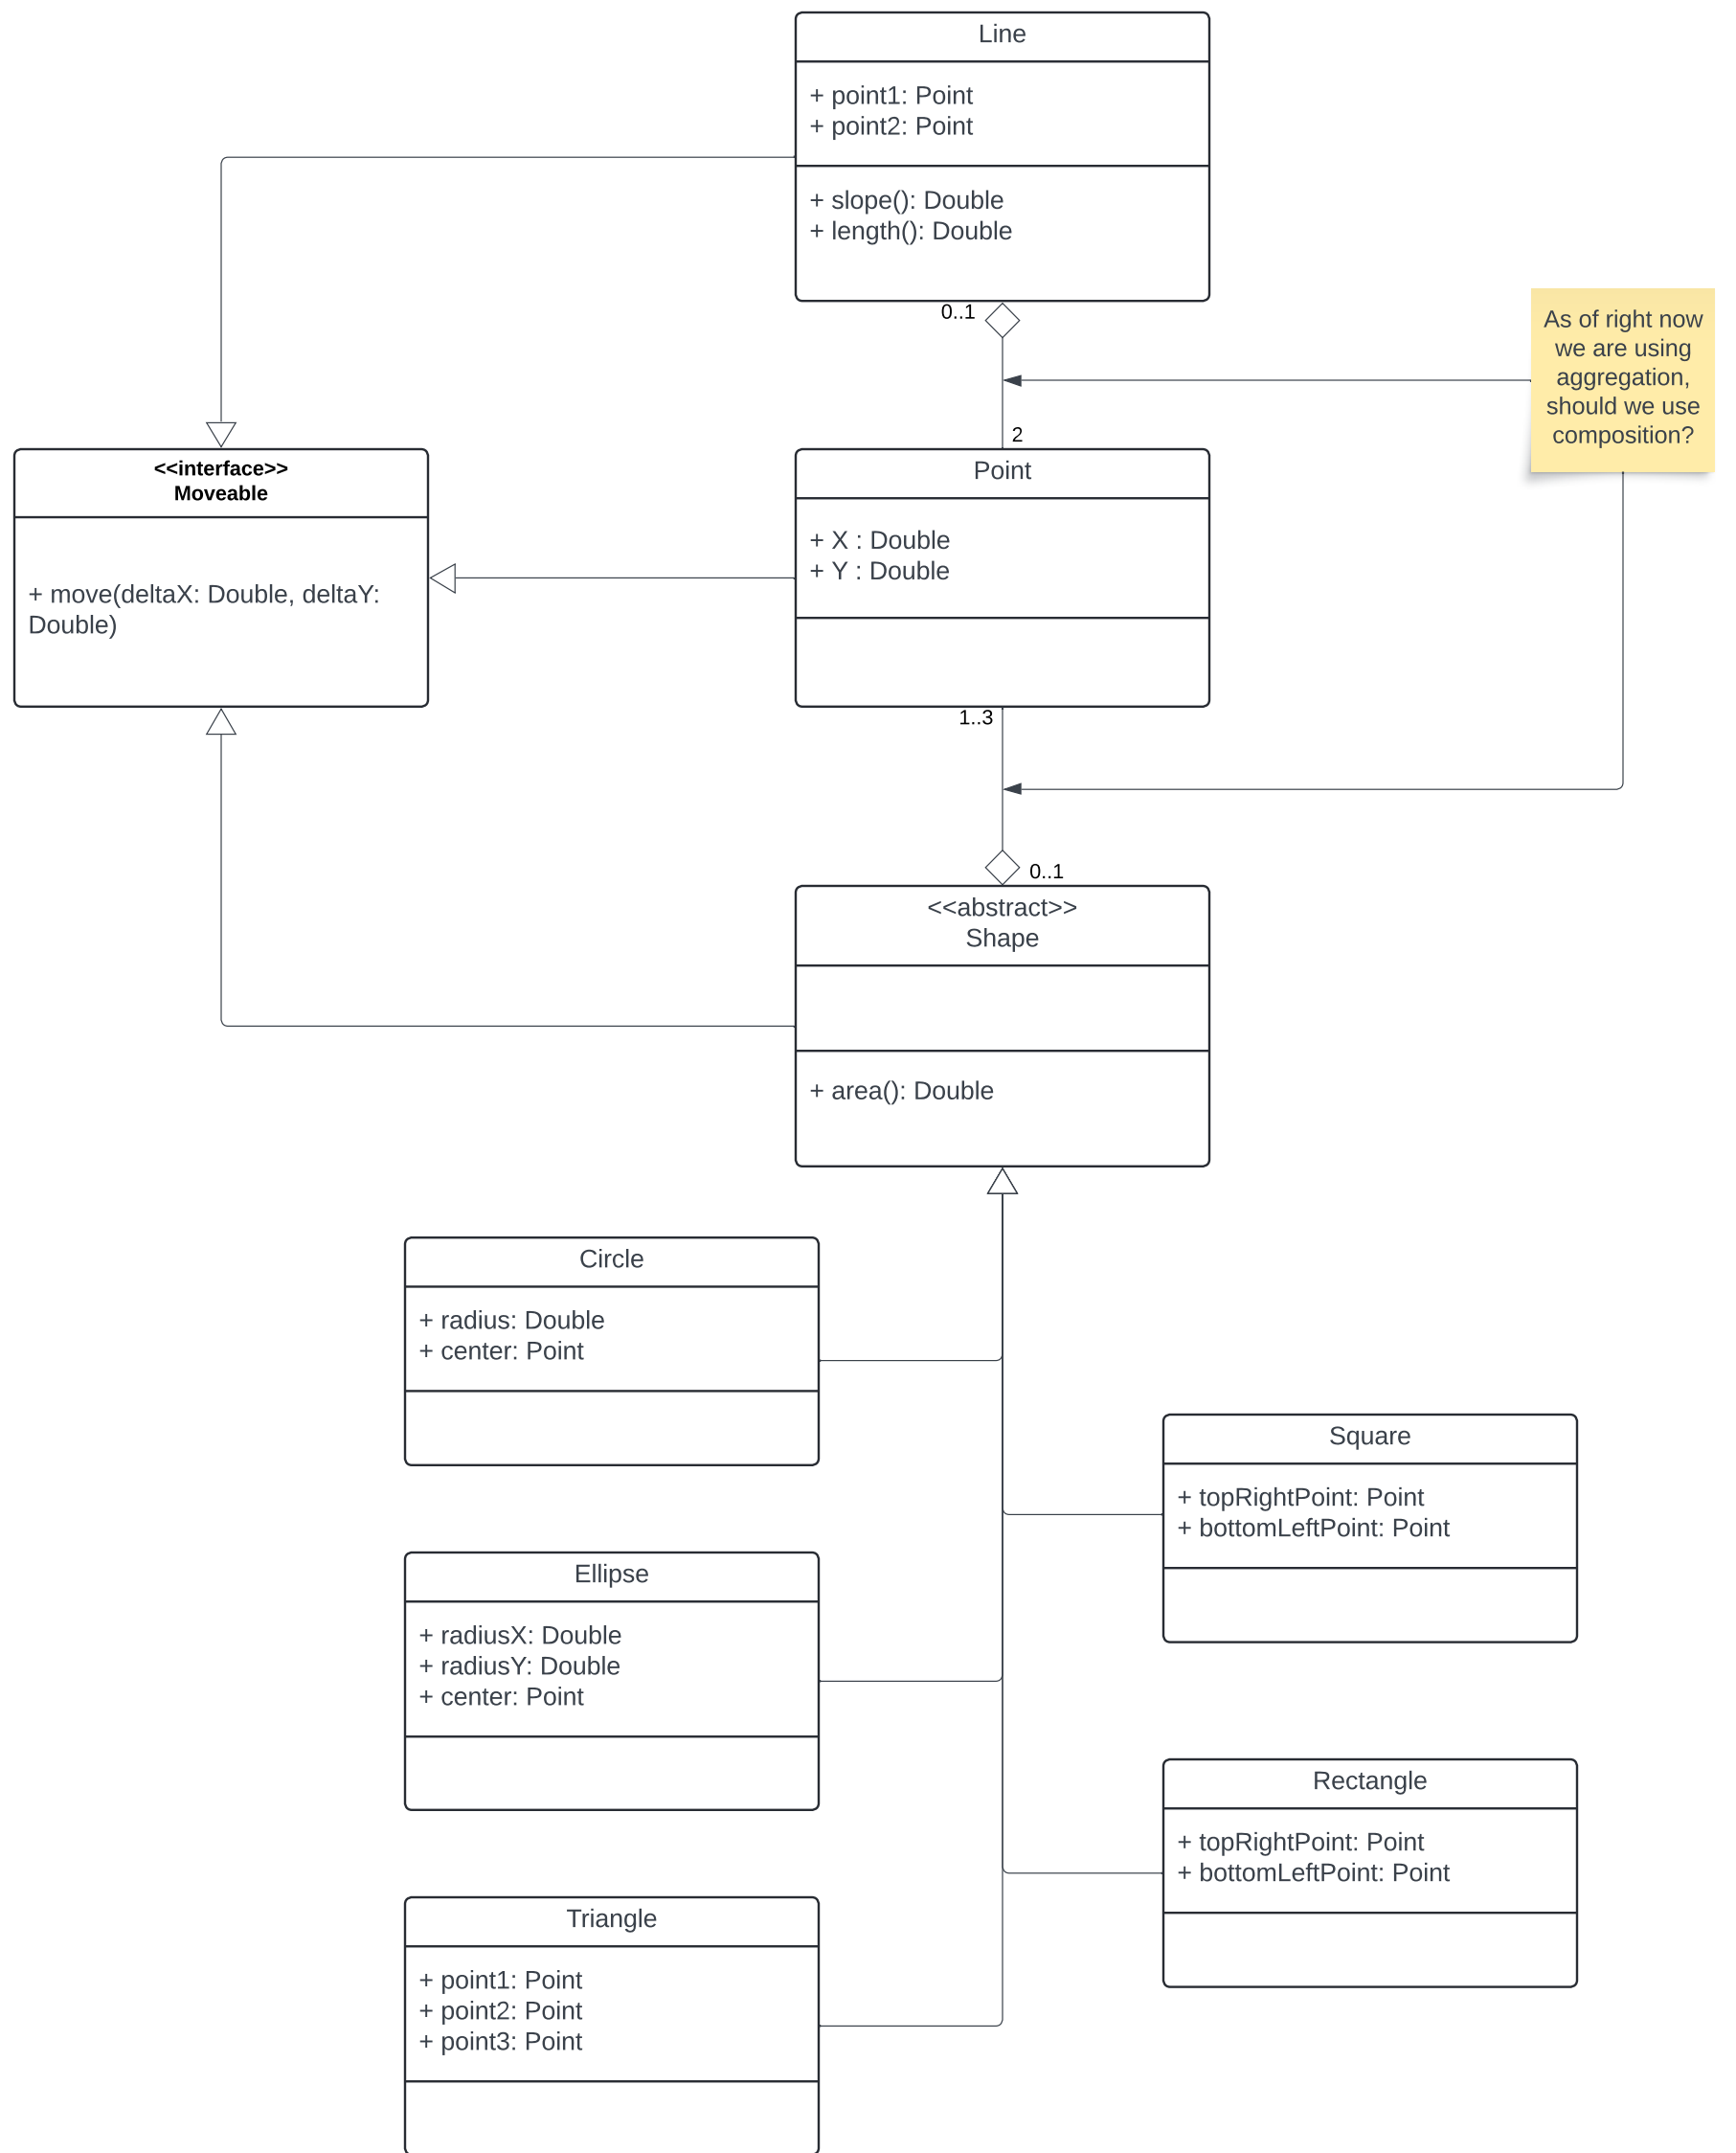 Line
+ point1: Point
+ point2: Point
+ slope(): Double
+ length(): Double
0..1
As of right now
we are using
aggregation,
should we use
composition?
2
<<interface>>
Moveable
+ move(deltaX: Double, deltaY:
Double)
Point
+ X : Double
+ Y : Double
1..3
0..1
<<abstract>>
Shape
+ area(): Double
Circle
+ radius: Double
+ center: Point
Square
+ topRightPoint: Point
+ bottomLeftPoint: Point
Ellipse
+ radiusX: Double
+ radiusY: Double
+ center: Point
Rectangle
+ topRightPoint: Point
+ bottomLeftPoint: Point
Triangle
+ point1: Point
+ point2: Point
+ point3: Point